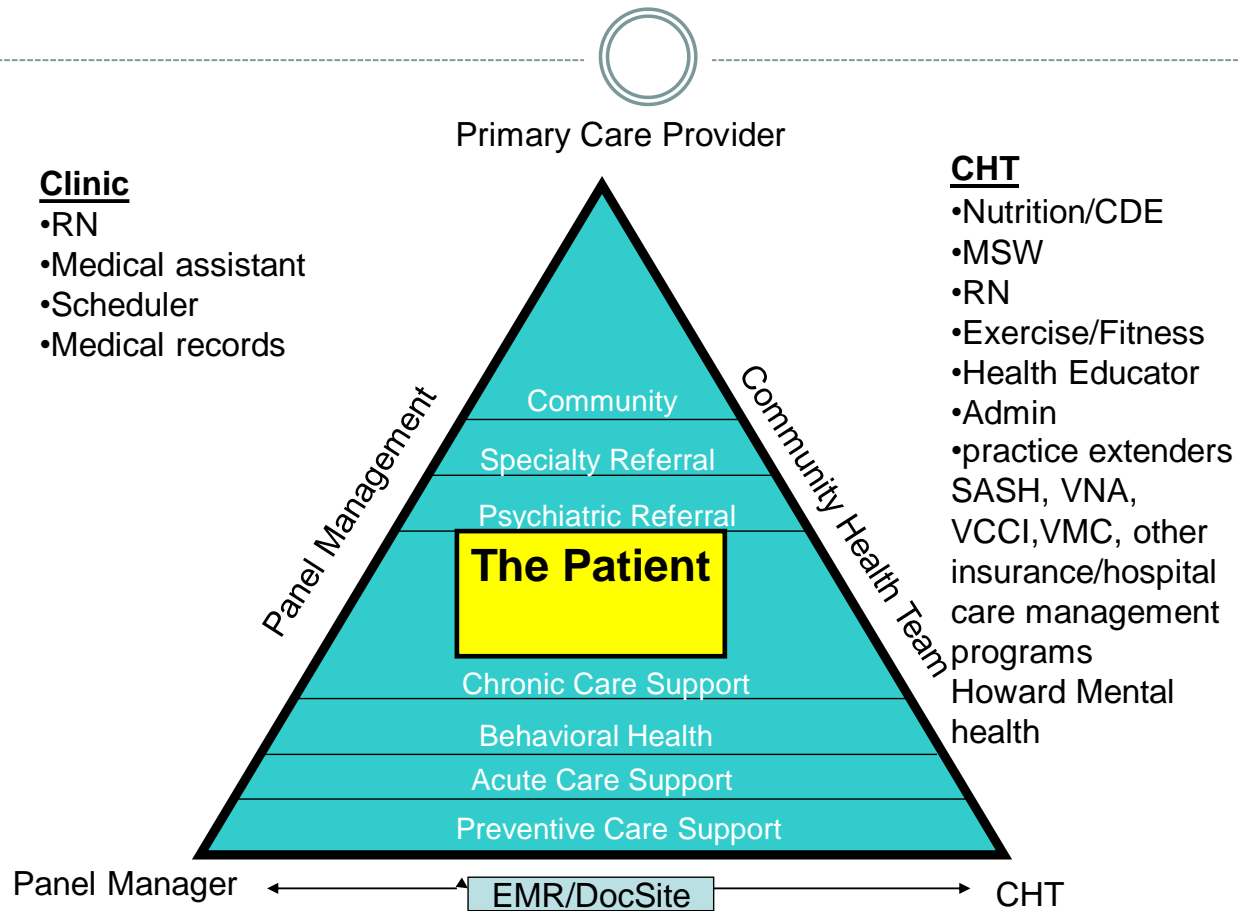 Primary Care Provider
Clinic
•RN
•Medical assistant
•Scheduler
•Medical records
CHT
•Nutrition/CDE
•MSW
•RN
•Exercise/Fitness
•Health Educator
•Admin
•practice extenders
SASH, VNA,
VCCI,VMC, other
insurance/hospital
care management
programs
Howard Mental
health
Panel Management
Community Health Team
Community
Specialty Referral
Psychiatric Referral
The Patient
Chronic Care Support
Behavioral Health
Acute Care Support
Preventive Care Support
Panel Manager
EMR/DocSite
CHT